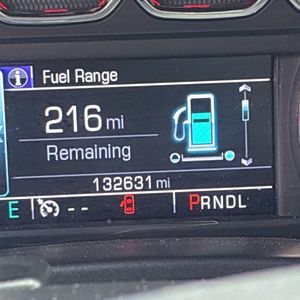 i Fuel Range
216 mi
Remaining
132631 mi
E -- PRNDL